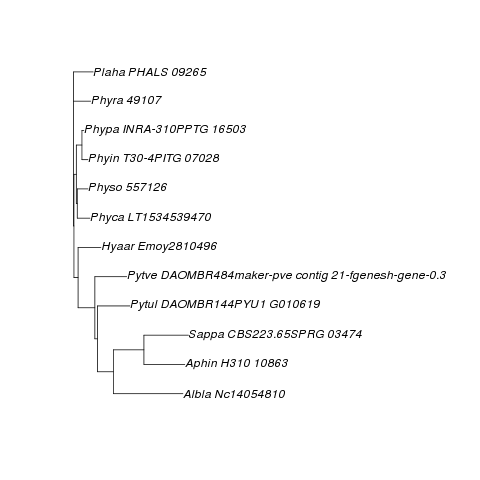 Plaha PHALS 09265
Phyra 49107
Phypa INRA-310PPTG 16503
Phyin T30-4PITG 07028
Physo 557126
Phyca LT1534539470
Hyaar Emoy2810496
Pytve DAOMBR484maker-pve contig 21-fgenesh-gene-0.3
Pytul DAOMBR144PYU1 G010619
Sappa CBS223.65SPRG 03474
Aphin H310 10863
Albla Nc14054810